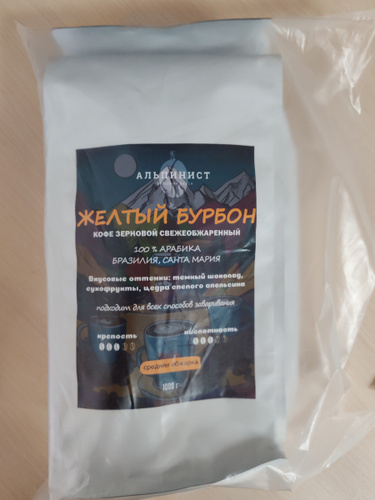 АЛЬПИНИСТ
ЖЕЛТЫЙ БУРБОН
КОФЕ ЗЕРНОВОЙ СВЕЖЕОБЖАРЕННЫЙ
100 % АРАБИКА
БРАЗИЛИЯ, САНТА МАРИЯ
Вкусовые оттенки: темный шоколад,
сухофрукты, цедра спелого апельсина
подходит для всех способов заваривания
крепость кислотность
средняя обжарка
1000 г